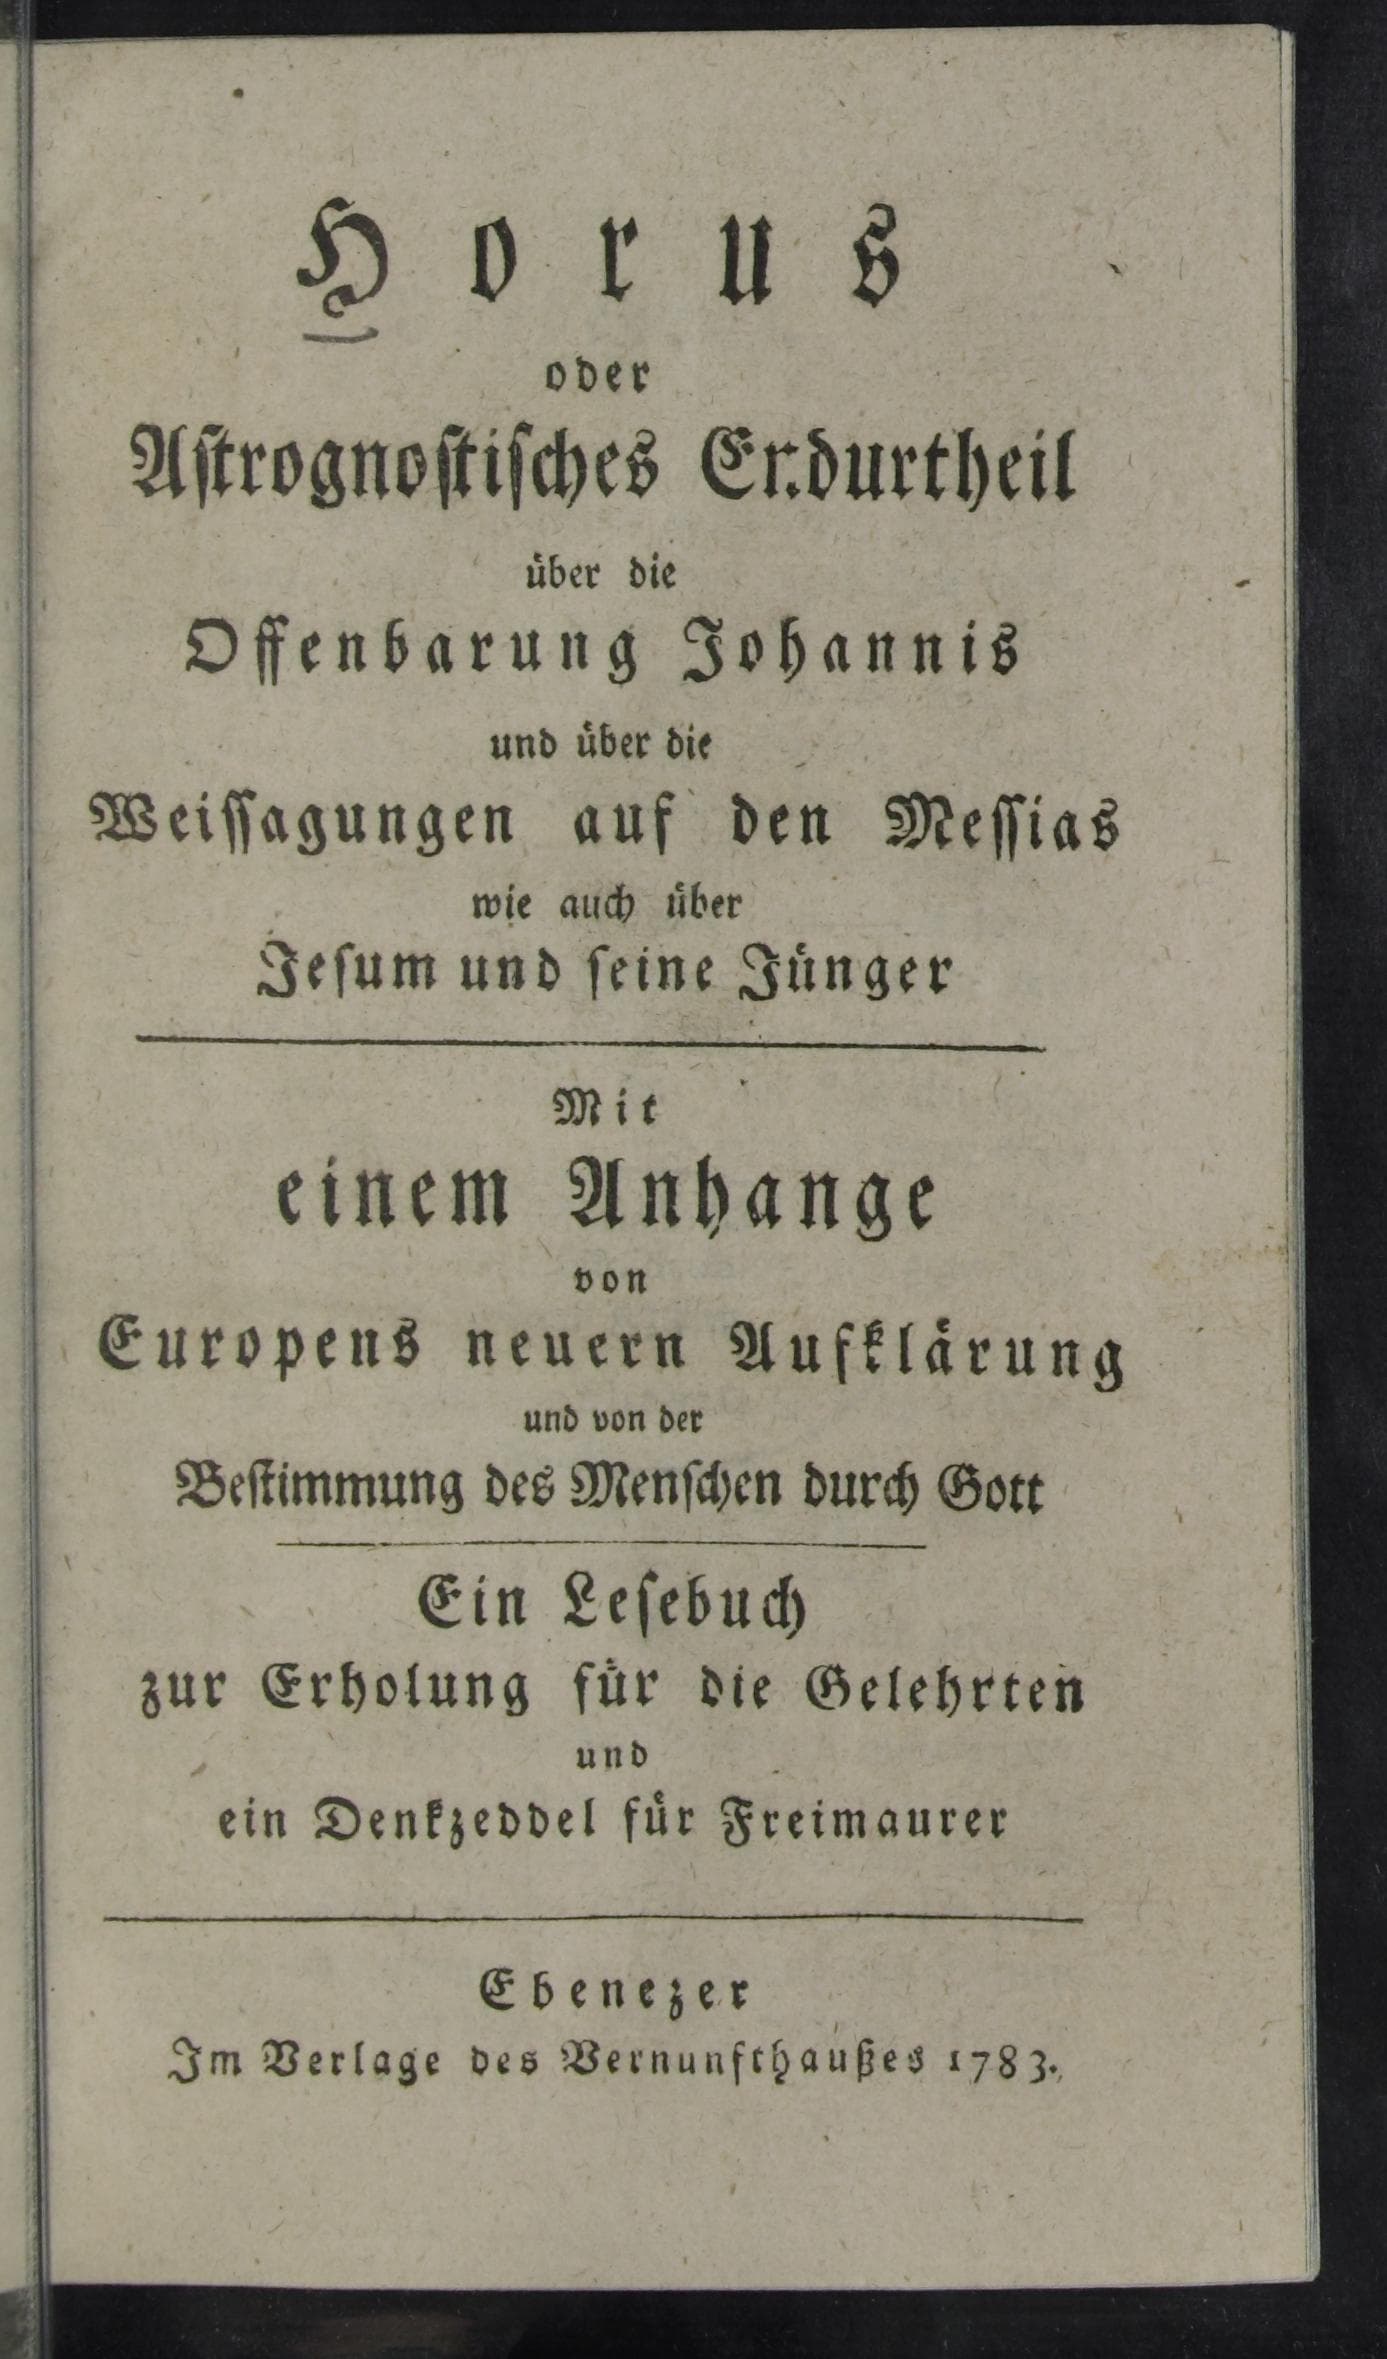 Horus
oder
Astrognostisches Endurtheil
über die
Offenbarung Johannis
und über die
Weissagungen auf den Messias
wie auch über
Jesum und seine Jünger
Mit
einem Anhange
von
Europens neuern Aufklärung
und von der
Bestimmung des Menschen durch Gott
Ein Lesebuch
zur Erholung für die Gelehrten
und
ein Denkzeddel für Freimaurer
Ebenezer
Im Verlage des Vernunfthaußes 1783.